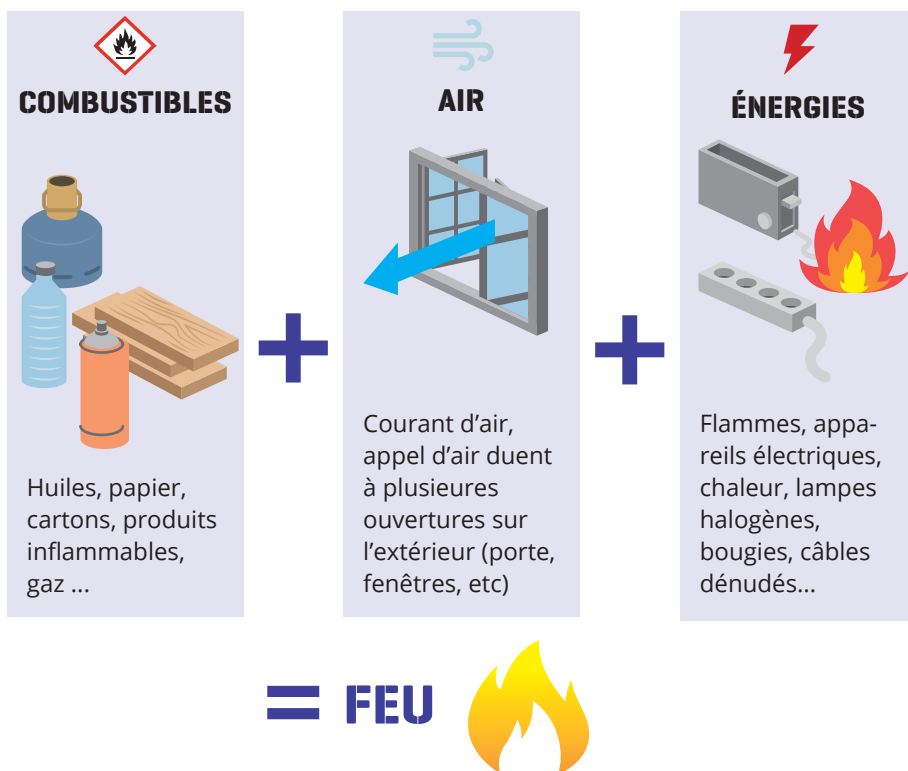 COMBUSTIBLES
Huiles, papier,
cartons, produits
inflammables,
gaz ...
+
AIR
Courant d’air,
appel d’air duent
à plusieures
ouvertures sur
l’extérieur (porte,
fenêtres, etc)
+
ÉNERGIES
Flammes, appa-
reils électriques,
chaleur, lampes
halogènes,
bougies, câbles
dénudés...
= FEU